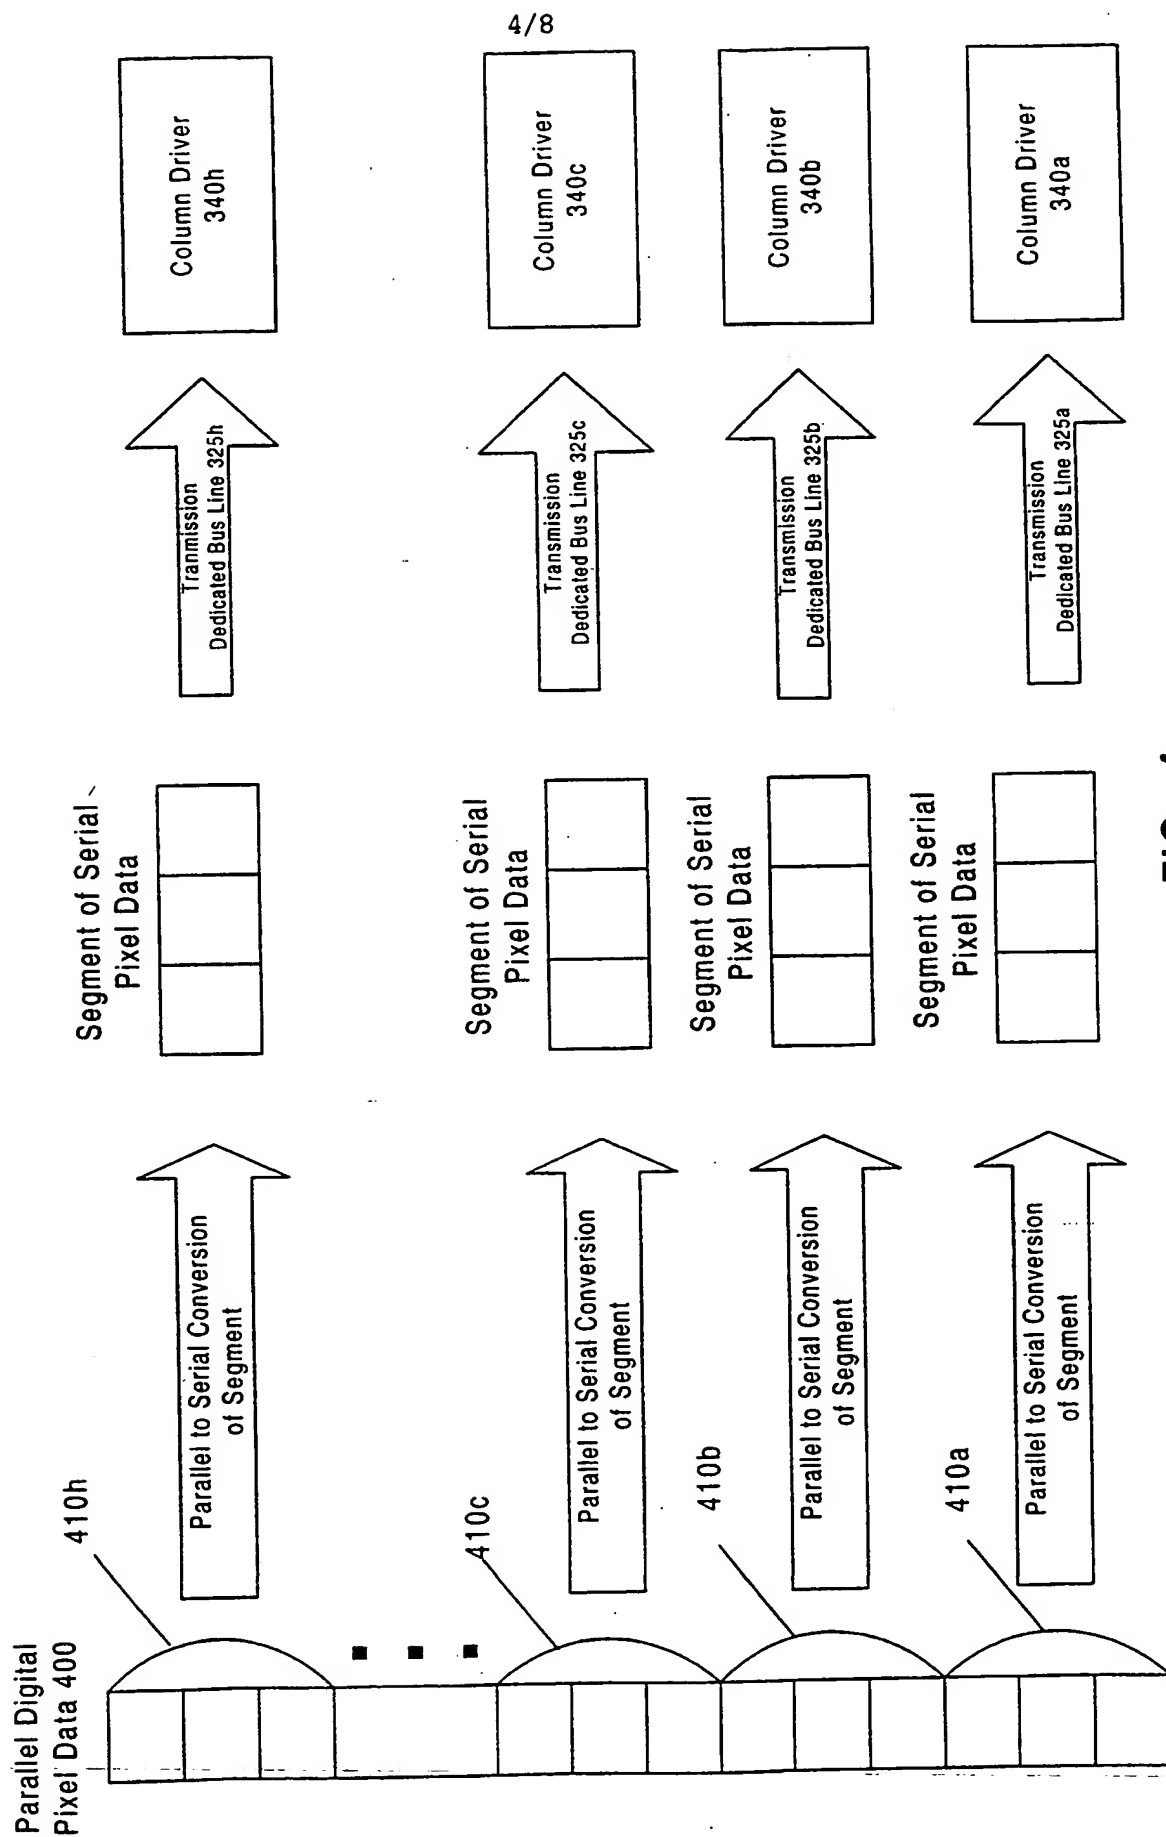 4/8
Parallel Digital
Pixel Data 400
410h
Parallel to Serial Conversion
of Segment
Segment of Serial
Pixel Data
Tranmission
Dedicated Bus Line 325h
Column Driver
340h
410c
Parallel to Serial Conversion
of Segment
Segment of Serial
Pixel Data
Transmission
Dedicated Bus Line 325c
Column Driver
340c
410b
Parallel to Serial Conversion
of Segment
Segment of Serial
Pixel Data
Transmission
Dedicated Bus Line 325b
Column Driver
340b
410a
Parallel to Serial Conversion
of Segment
Segment of Serial
Pixel Data
Transmission
Dedicated Bus Line 325a
Column Driver
340a